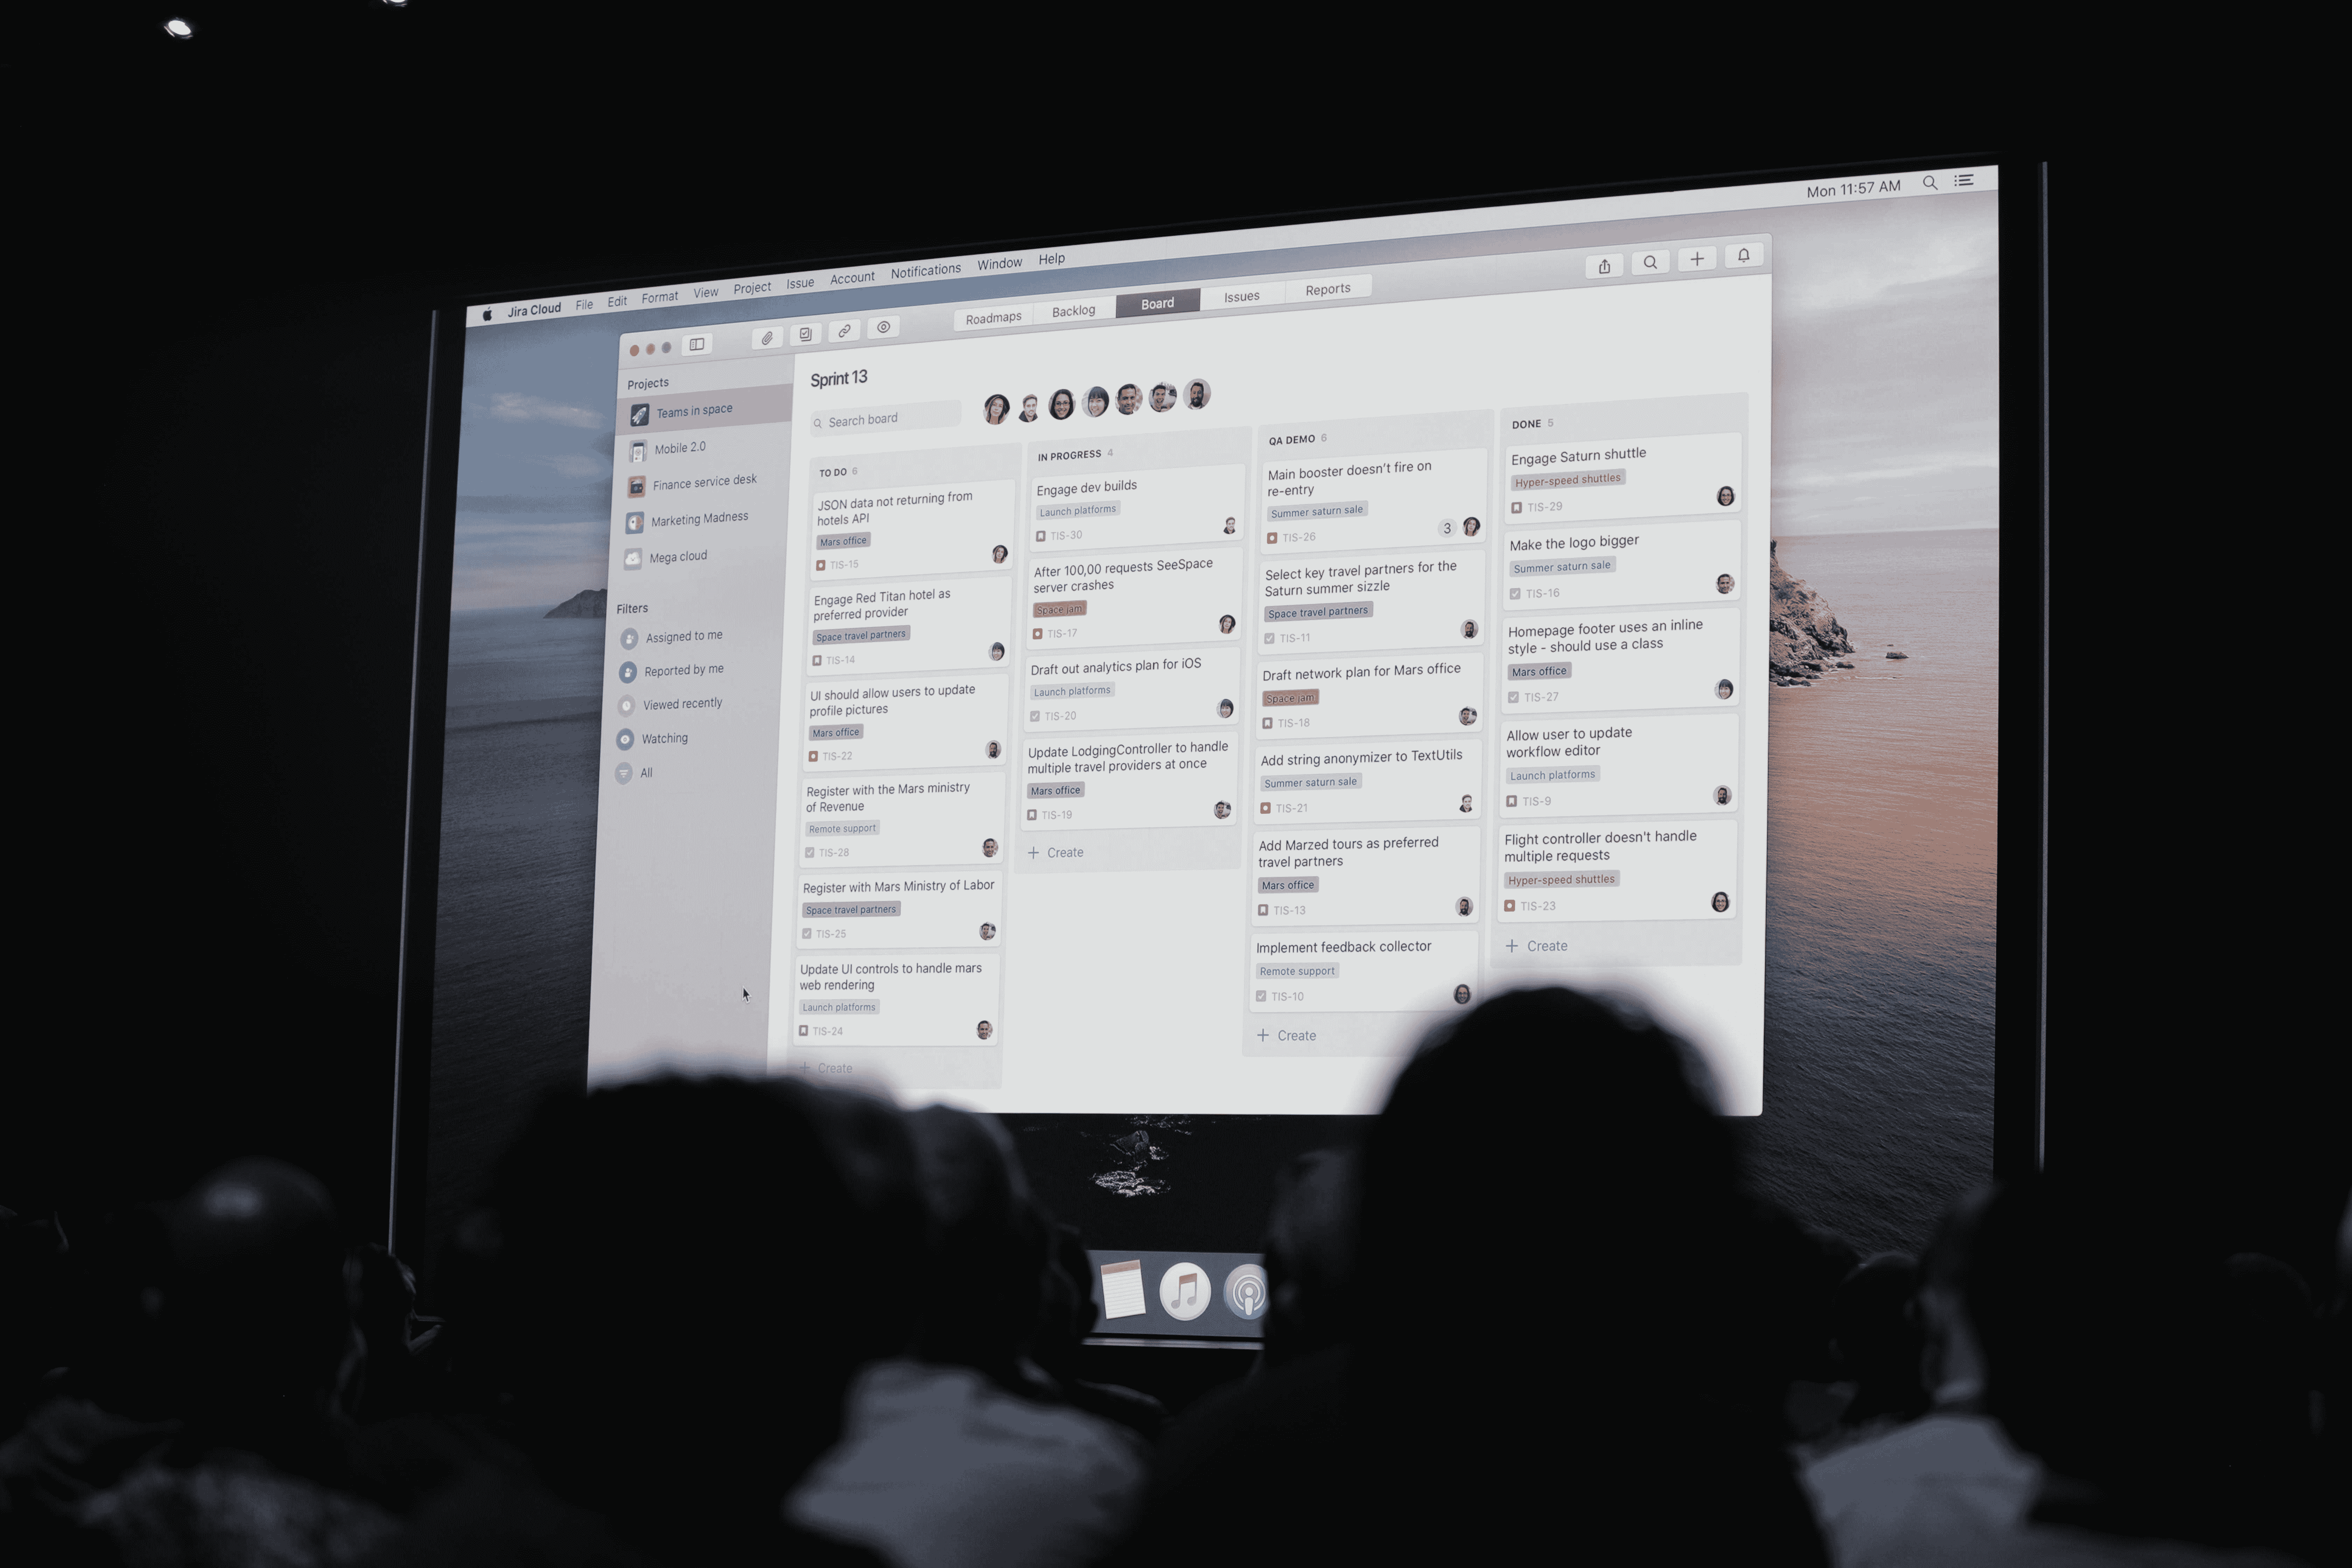 Mon 11:57 AM
Jira Cloud File Edit Format View Project Issue Account Notifications Window Help
Roadmaps Backlog Board Issues Reports
Projects
Teams in space
Mobile 2.0
Finance service desk
Marketing Madness
Mega cloud
Filters
Assigned to me
Reported by me
Viewed recently
Watching
All
Sprint 13
Search board
TO DO 6
JSON data not returning from
hotels API
Mars office
TIS-15
Engage Red Titan hotel as
preferred provider
Space travel partners
TIS-14
UI should allow users to update
profile pictures
Mars office
TIS-22
Register with the Mars ministry
of Revenue
Remote support
TIS-28
Register with Mars Ministry of Labor
Space travel partners
TIS-25
Update UI controls to handle mars
web rendering
Launch platforms
TIS-24
+ Create
IN PROGRESS 4
Engage dev builds
Launch platforms
TIS-30
After 100,00 requests SeeSpace
server crashes
Space jam
TIS-17
Draft out analytics plan for iOS
Launch platforms
TIS-20
Update LodgingController to handle
multiple travel providers at once
Mars office
TIS-19
+ Create
QA DEMO 6
Main booster doesn’t fire on
re-entry
Summer saturn sale
TIS-26 3
Select key travel partners for the
Saturn summer sizzle
Space travel partners
TIS-11
Draft network plan for Mars office
Space jam
TIS-18
Add string anonymizer to TextUtils
Summer saturn sale
TIS-21
Add Marzed tours as preferred
travel partners
Mars office
TIS-13
Implement feedback collector
Remote support
TIS-10
+ Create
DONE 5
Engage Saturn shuttle
Hyper-speed shuttles
TIS-29
Make the logo bigger
Summer saturn sale
TIS-16
Homepage footer uses an inline
style - should use a class
Mars office
TIS-27
Allow user to update
workflow editor
Launch platforms
TIS-9
Flight controller doesn't handle
multiple requests
Hyper-speed shuttles
TIS-23
+ Create